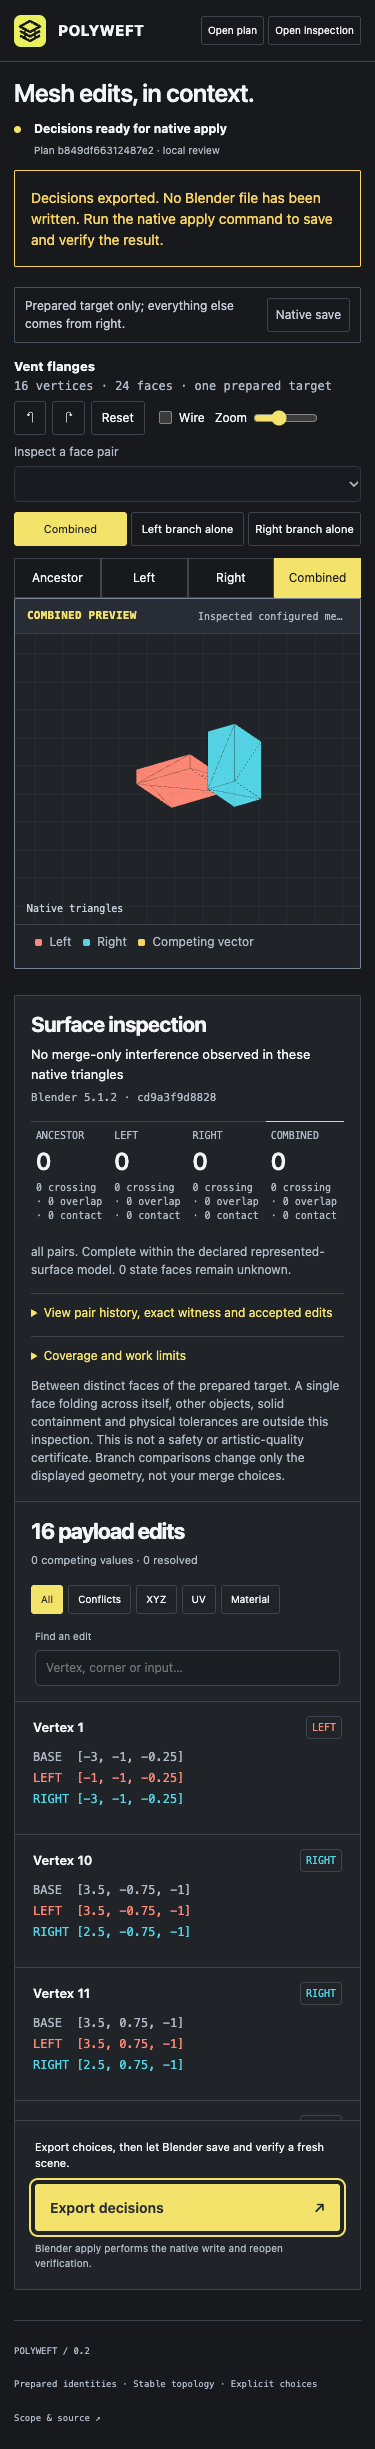 POLYWEFT
Open plan
Open inspection
Mesh edits, in context.
Decisions ready for native apply
Plan b849df66312487e2 · local review
Decisions exported. No Blender file has been
written. Run the native apply command to save
and verify the result.
Prepared target only; everything else
comes from right.
Native save
Vent flanges
16 vertices · 24 faces · one prepared target
Reset
Wire
Zoom
Inspect a face pair
Combined
Left branch alone
Right branch alone
Ancestor
Left
Right
Combined
COMBINED PREVIEW
Inspected configured me…
Native triangles
Left
Right
Competing vector
Surface inspection
No merge-only interference observed in these
native triangles
Blender 5.1.2 · cd9a3f9d8828
ANCESTOR LEFT RIGHT COMBINED
0 0 0 0
0 crossing 0 crossing 0 crossing 0 crossing
· 0 overlap · 0 overlap · 0 overlap · 0 overlap
· 0 contact · 0 contact · 0 contact · 0 contact
all pairs. Complete within the declared represented-
surface model. 0 state faces remain unknown.
View pair history, exact witness and accepted edits
Coverage and work limits
Between distinct faces of the prepared target. A single
face folding across itself, other objects, solid
containment and physical tolerances are outside this
inspection. This is not a safety or artistic-quality
certificate. Branch comparisons change only the
displayed geometry, not your merge choices.
16 payload edits
0 competing values · 0 resolved
All
Conflicts
XYZ
UV
Material
Find an edit
Vertex, corner or input...
Vertex 1
LEFT
BASE [-3, -1, -0.25]
LEFT [-1, -1, -0.25]
RIGHT [-3, -1, -0.25]
Vertex 10
RIGHT
BASE [3.5, -0.75, -1]
LEFT [3.5, -0.75, -1]
RIGHT [2.5, -0.75, -1]
Vertex 11
RIGHT
BASE [3.5, 0.75, -1]
LEFT [3.5, 0.75, -1]
RIGHT [2.5, 0.75, -1]
Export choices, then let Blender save and verify a fresh
scene.
Export decisions ↗
Blender apply performs the native write and reopen
verification.
POLYWEFT / 0.2
Prepared identities · Stable topology · Explicit choices
Scope & source ↗